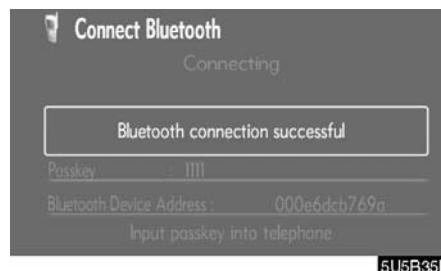 Connect Bluetooth
Connecting
Bluetooth connection successful
Passkey : 1111
Bluetooth Device Address : 000e6dcb769a
Input passkey into telephone
5U5B35